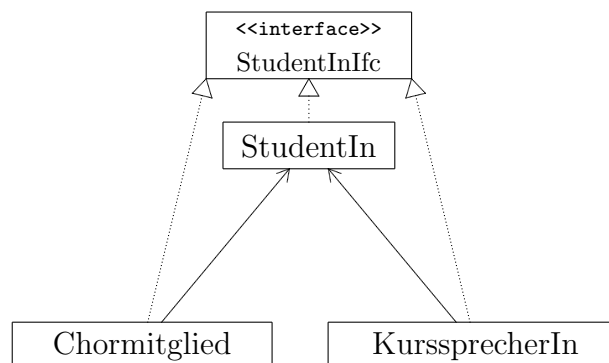 <<interface>>
StudentInIfc
StudentIn
Chormitglied
KurssprecherIn